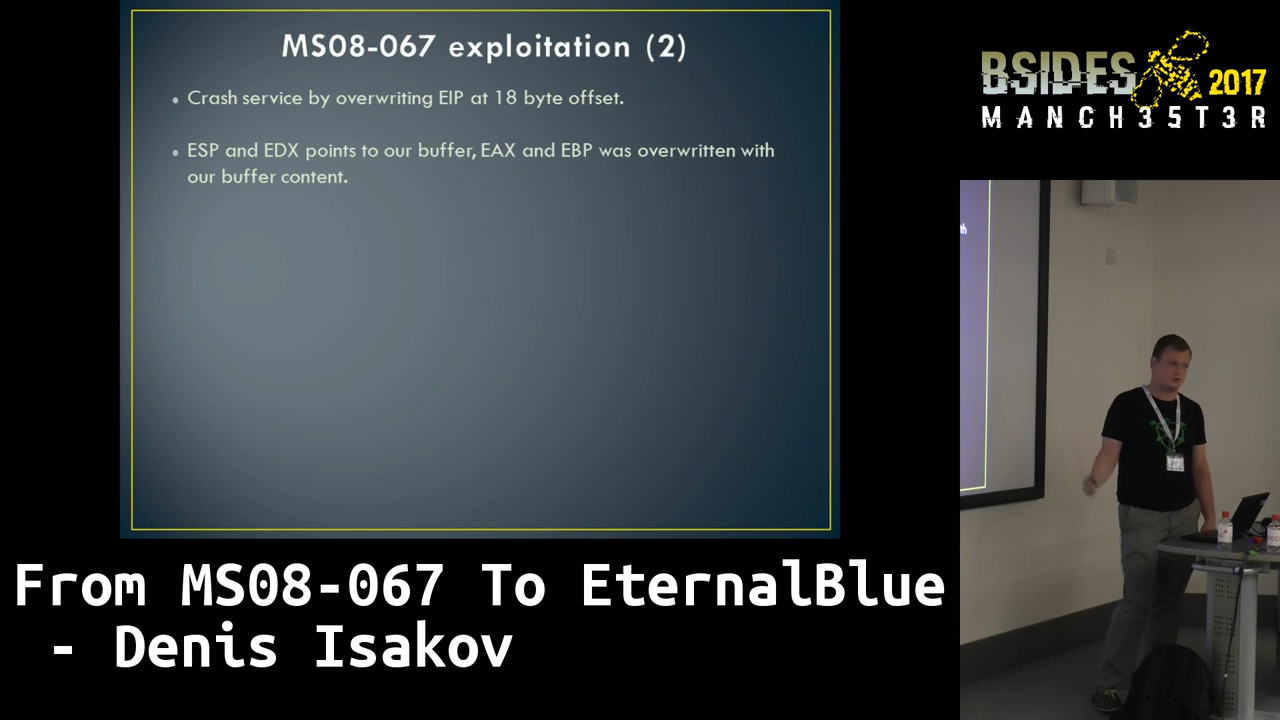 MS08-067 exploitation (2)
• Crash service by overwriting EIP at 18 byte offset.
• ESP and EDX points to our buffer, EAX and EBP was overwritten with
our buffer content.
BSIDES 2017
MANCH35T3R
th
From MS08-067 To EternalBlue
- Denis Isakov